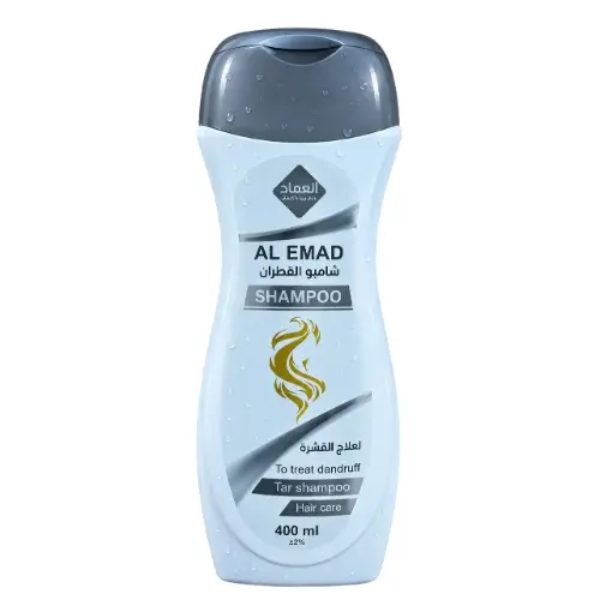 العماد
AL EMAD
شامبو القطران
SHAMPOO
لعلاج القشرة
To treat dandruff
Tar shampoo
Hair care
400 ml
±2%